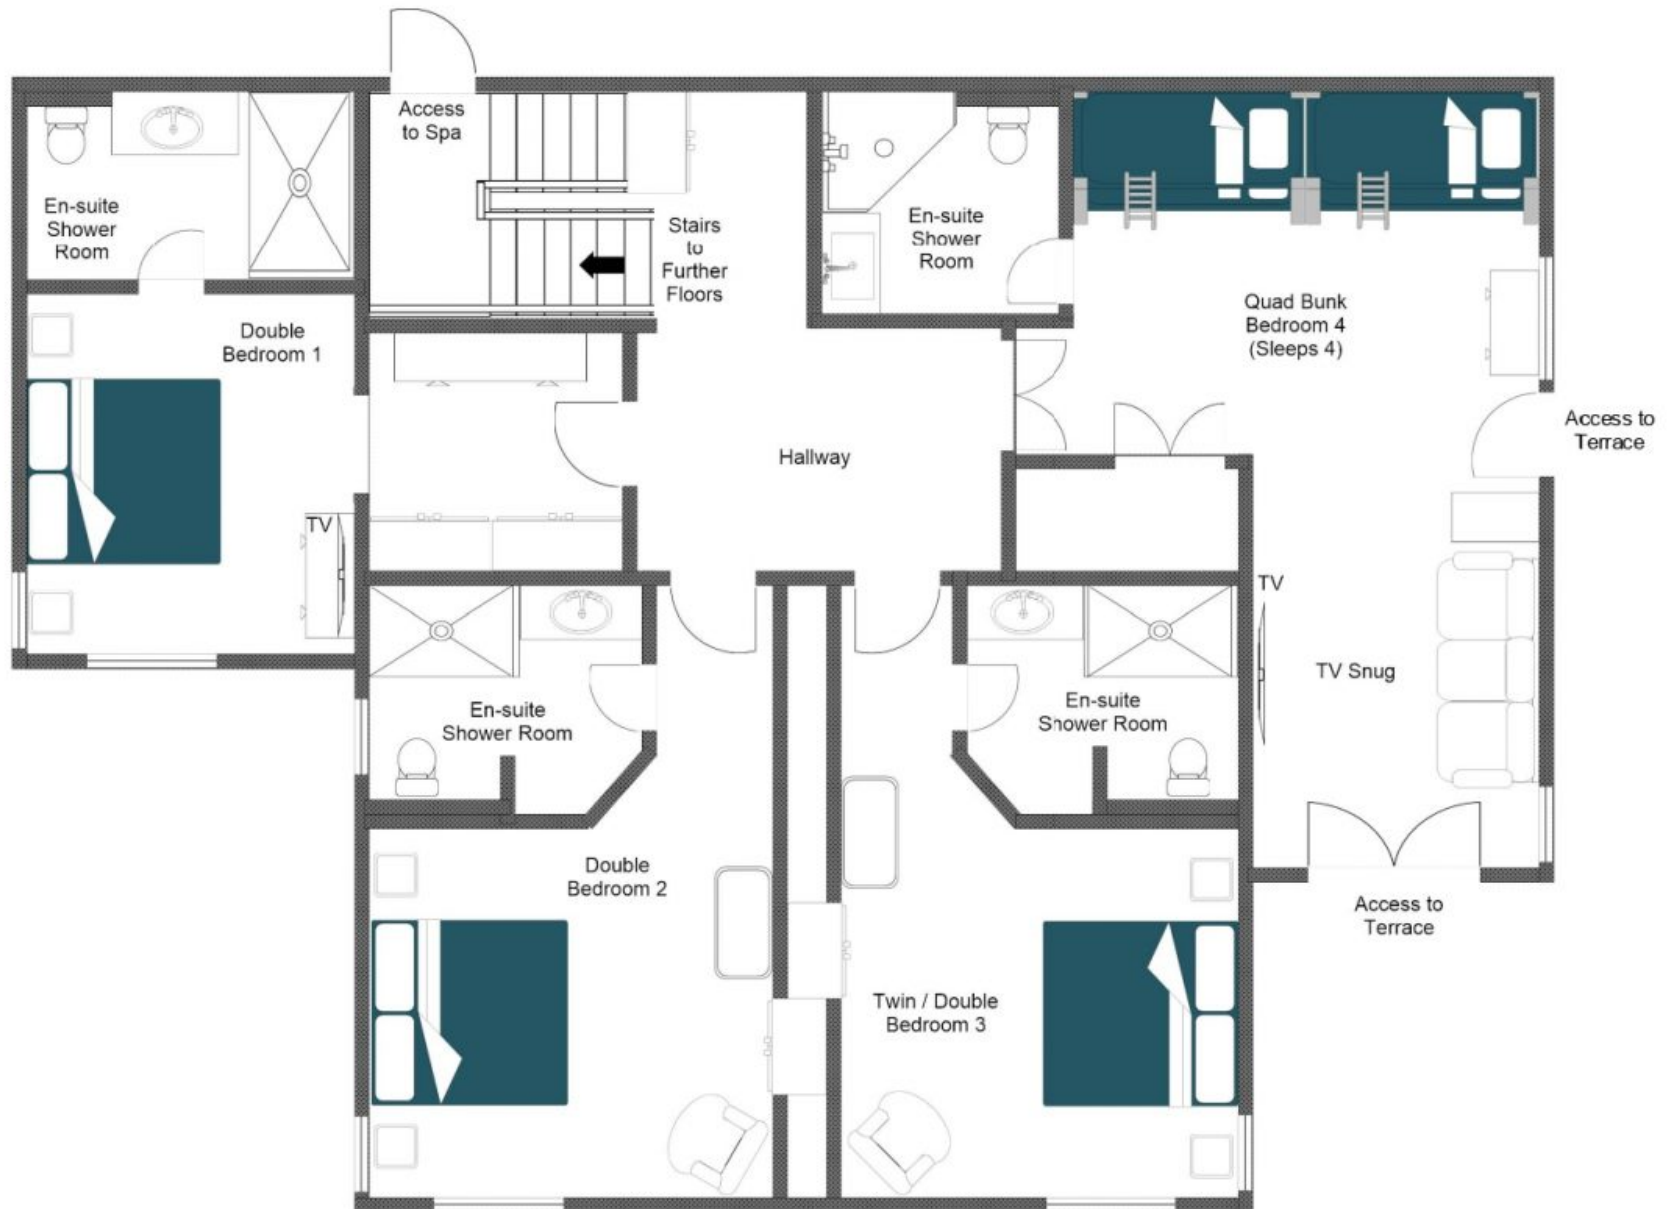 Access
to Spa
En-suite
Shower
Room
Stairs
to
Further
Floors
En-suite
Shower
Room
Quad Bunk
Bedroom 4
(Sleeps 4)
Double
Bedroom 1
Access to
Terrace
Hallway
TV
TV
TV Snug
En-suite
Shower Room
En-suite
Shower Room
Double
Bedroom 2
Access to
Terrace
Twin / Double
Bedroom 3